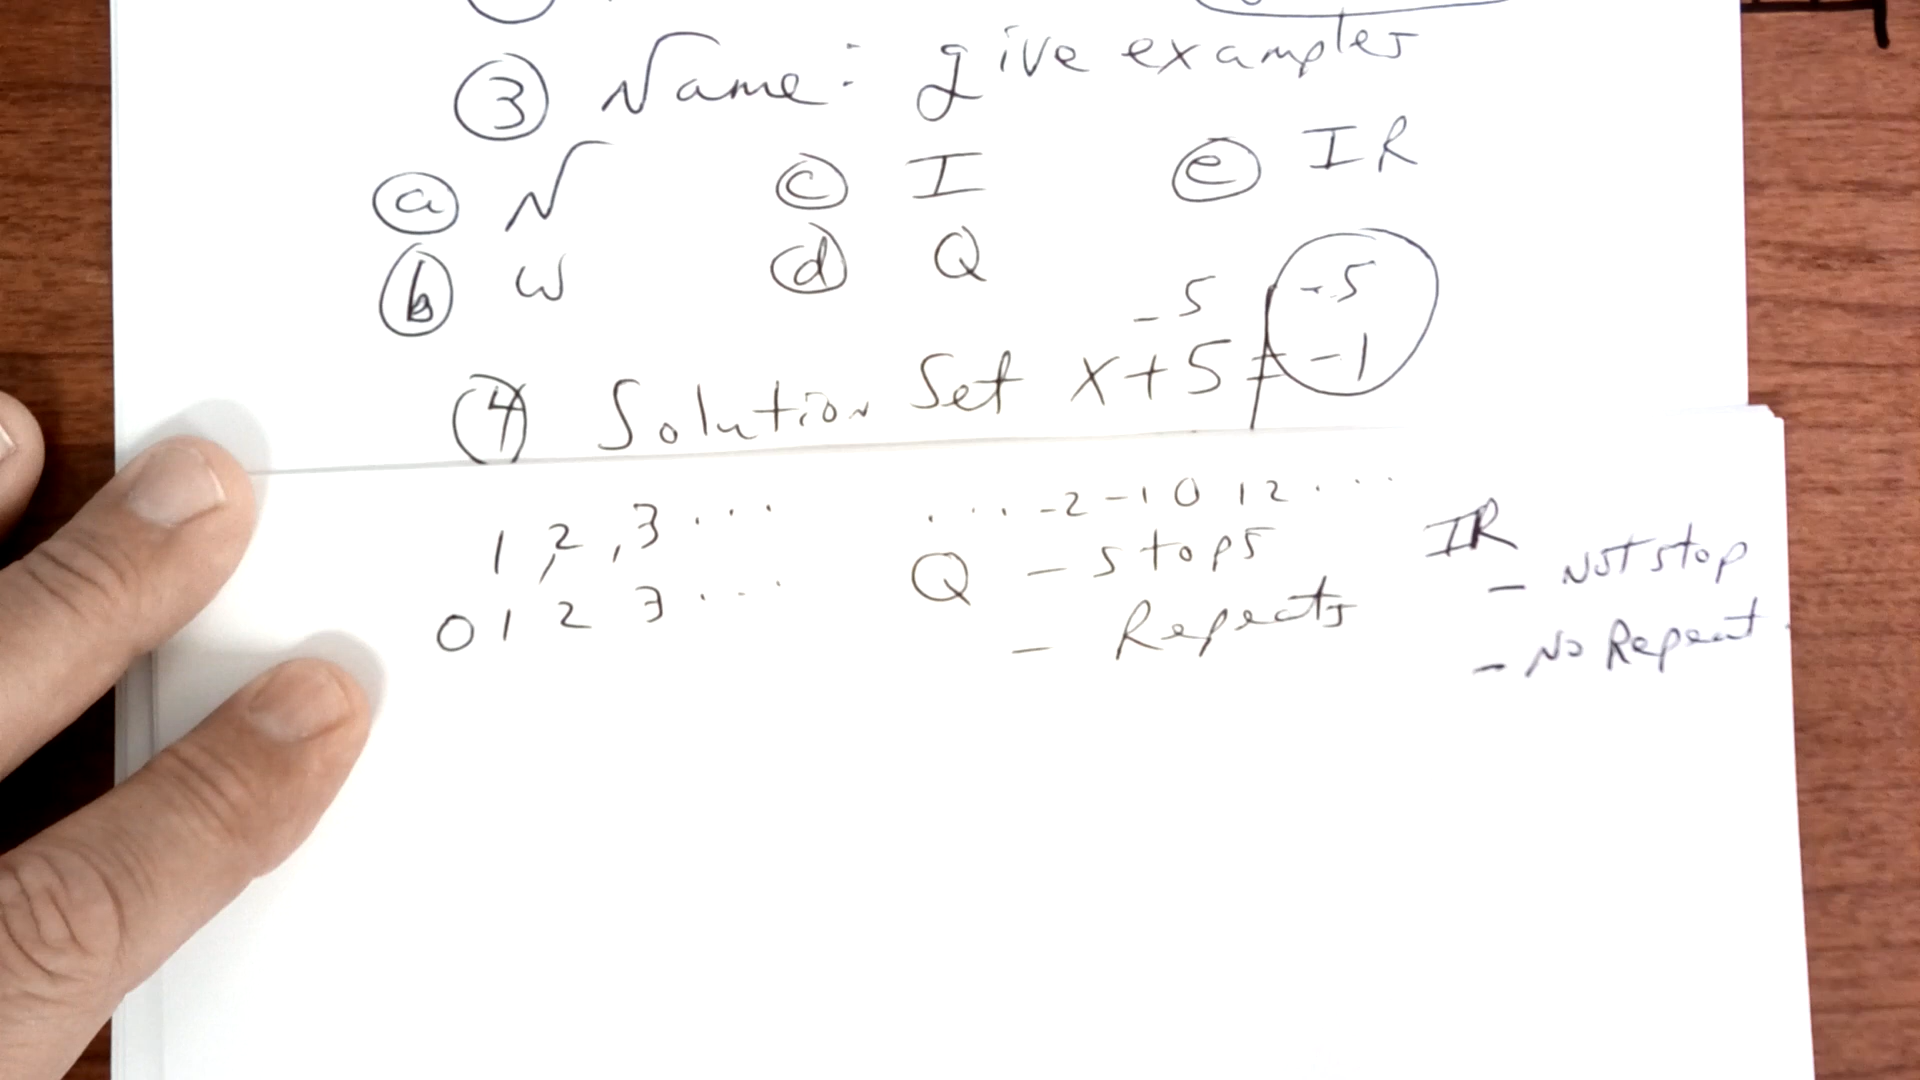 ③ Name: give examples
ⓐ N ⓒ I ⓔ IR
ⓑ W ⓓ Q
-5 -5
④ Solution Set x+5 = -1
1, 2, 3 ... ... -2 -1 0 1 2 ...
0 1 2 3 ... Q - stops
- Repeats
IR
- Not stop
- No Repeat